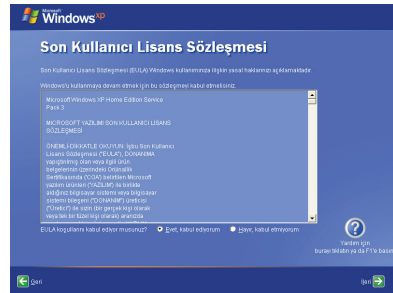 Microsoft
Windows xp
Son Kullanıcı Lisans Sözleşmesi
Son Kullanıcı Lisans Sözleşmesi (EULA) Windows kullanımınıza ilişkin yasal haklarınızı açıklamaktadır.
Windows'u kullanmaya devam etmek için bu sözleşmeyi kabul etmelisiniz.
Microsoft Windows XP Home Edition Service
Pack 3
MICROSOFT YAZILIMI SON KULLANICI LİSANS
SÖZLEŞMESİ
ÖNEMLİ-DİKKATLE OKUYUN: İşbu Son Kullanıcı
Lisans Sözleşmesi ("EULA"), DONANIMA
yapıştırılmış olan veya ilgili ürün
belgelerinin üzerindeki Orijinallik
Sertifikasında ("COA") belirtilen Microsoft
yazılım ürünleri ("YAZILIM") ile birlikte
aldığınız bilgisayar sistemi veya bilgisayar
sistemi bileşeni ("DONANIM") üreticisi
("Üretici") ile sizin (bir gerçek kişi olarak
veya tek bir tüzel kişi olarak) aranızda
EULA koşullarını kabul ediyor musunuz?
Evet, kabul ediyorum
Hayır, kabul etmiyorum
Yardım için
burayı tıklatın ya da F1'e basın
Geri
İleri